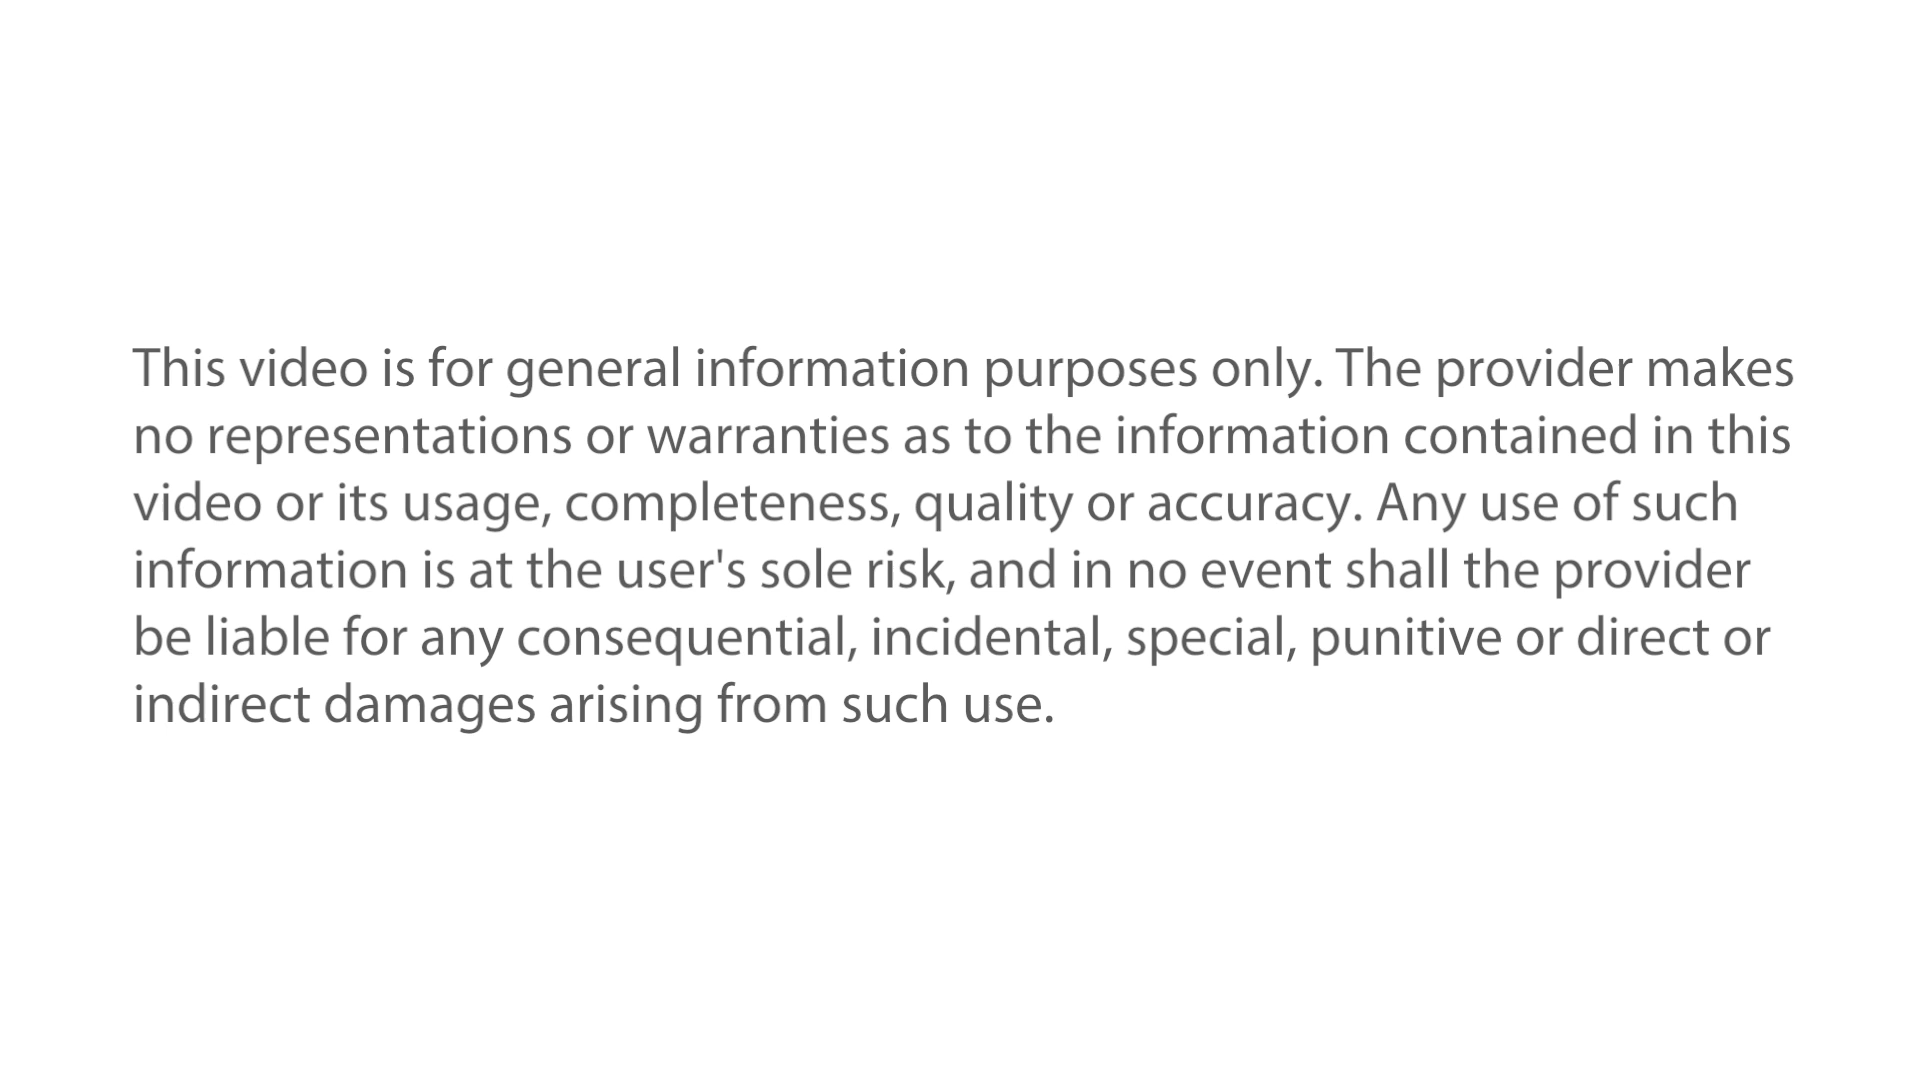 This video is for general information purposes only. The provider makes
no representations or warranties as to the information contained in this
video or its usage, completeness, quality or accuracy. Any use of such
information is at the user's sole risk, and in no event shall the provider
be liable for any consequential, incidental, special, punitive or direct or
indirect damages arising from such use.